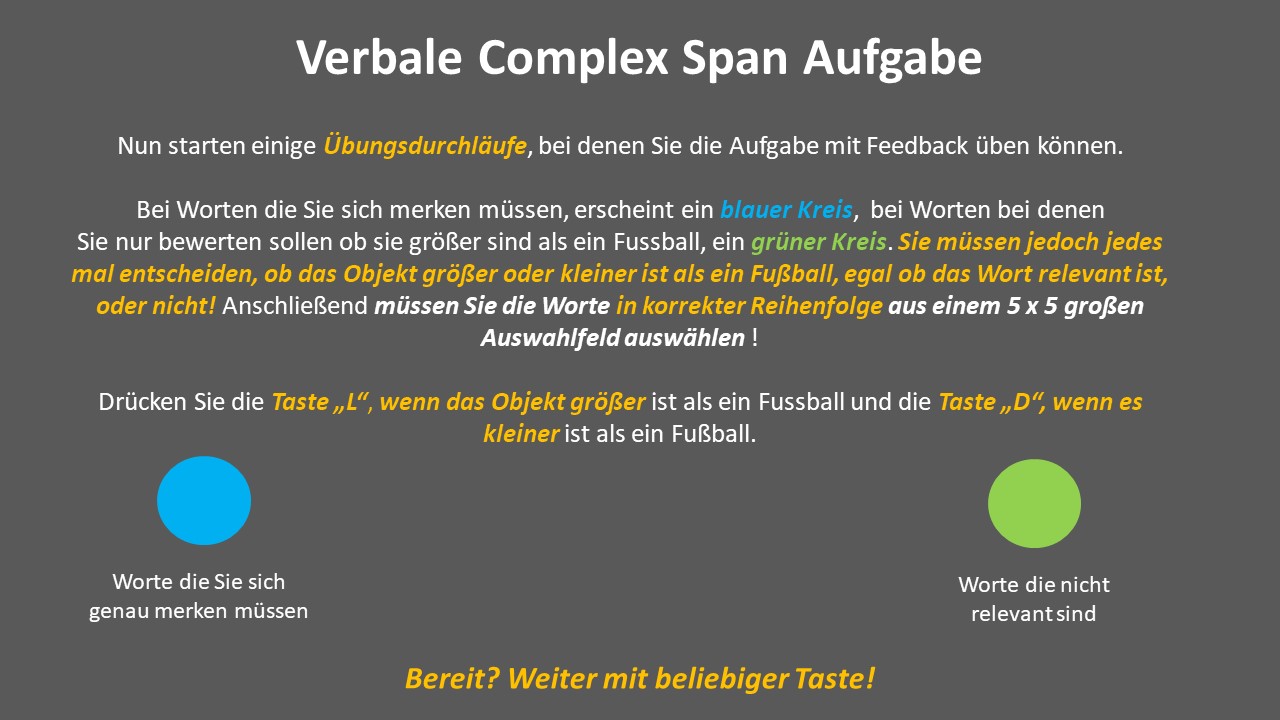 Verbale Complex Span Aufgabe
Nun starten einige Übungsdurchläufe, bei denen Sie die Aufgabe mit Feedback üben können.
Bei Worten die Sie sich merken müssen, erscheint ein blauer Kreis, bei Worten bei denen
Sie nur bewerten sollen ob sie größer sind als ein Fussball, ein grüner Kreis. Sie müssen jedoch jedes
mal entscheiden, ob das Objekt größer oder kleiner ist als ein Fußball, egal ob das Wort relevant ist,
oder nicht! Anschließend müssen Sie die Worte in korrekter Reihenfolge aus einem 5 x 5 großen
Auswahlfeld auswählen !
Drücken Sie die Taste „L“, wenn das Objekt größer ist als ein Fussball und die Taste „D“, wenn es
kleiner ist als ein Fußball.
Worte die Sie sich
genau merken müssen
Worte die nicht
relevant sind
Bereit? Weiter mit beliebiger Taste!